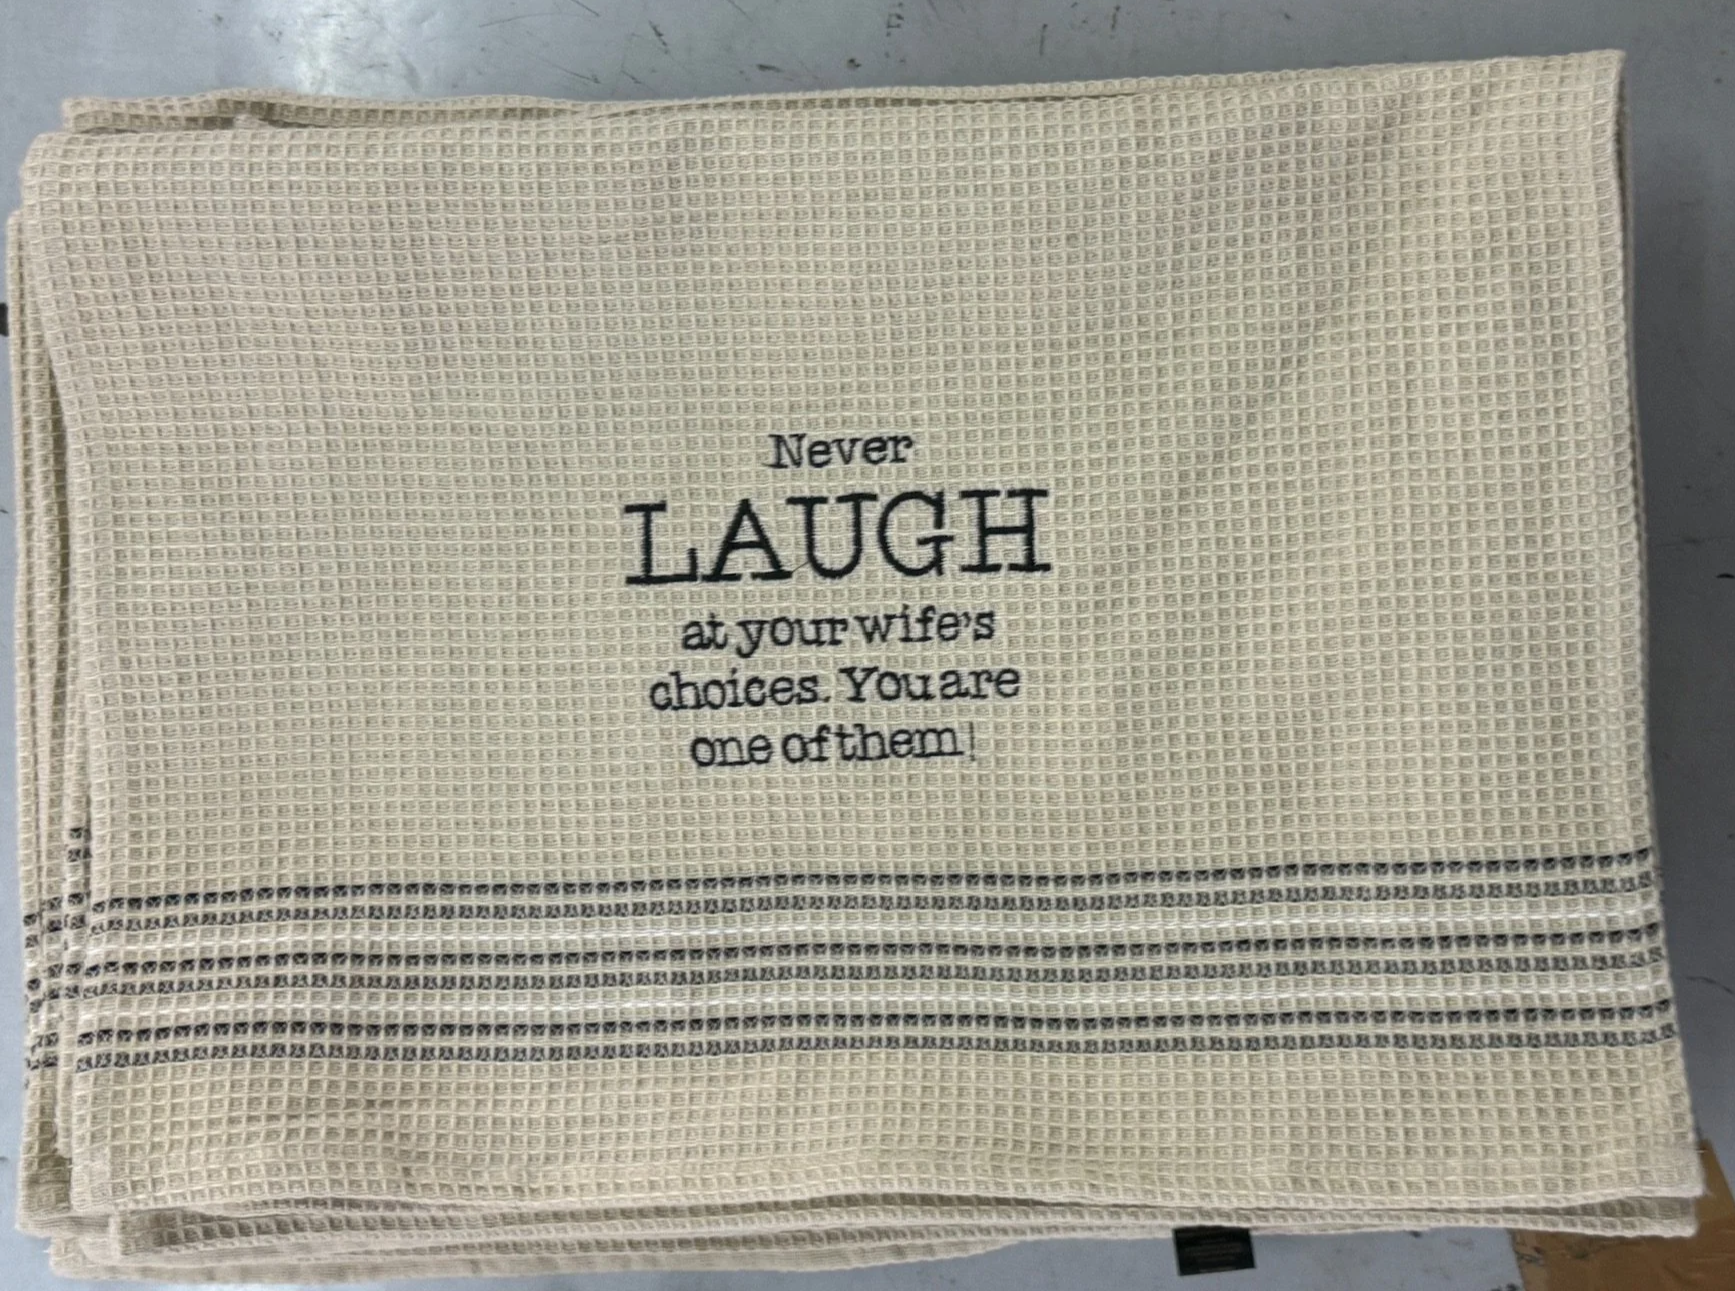 Never
LAUGH
at your wife's
choices. You are
one of them!